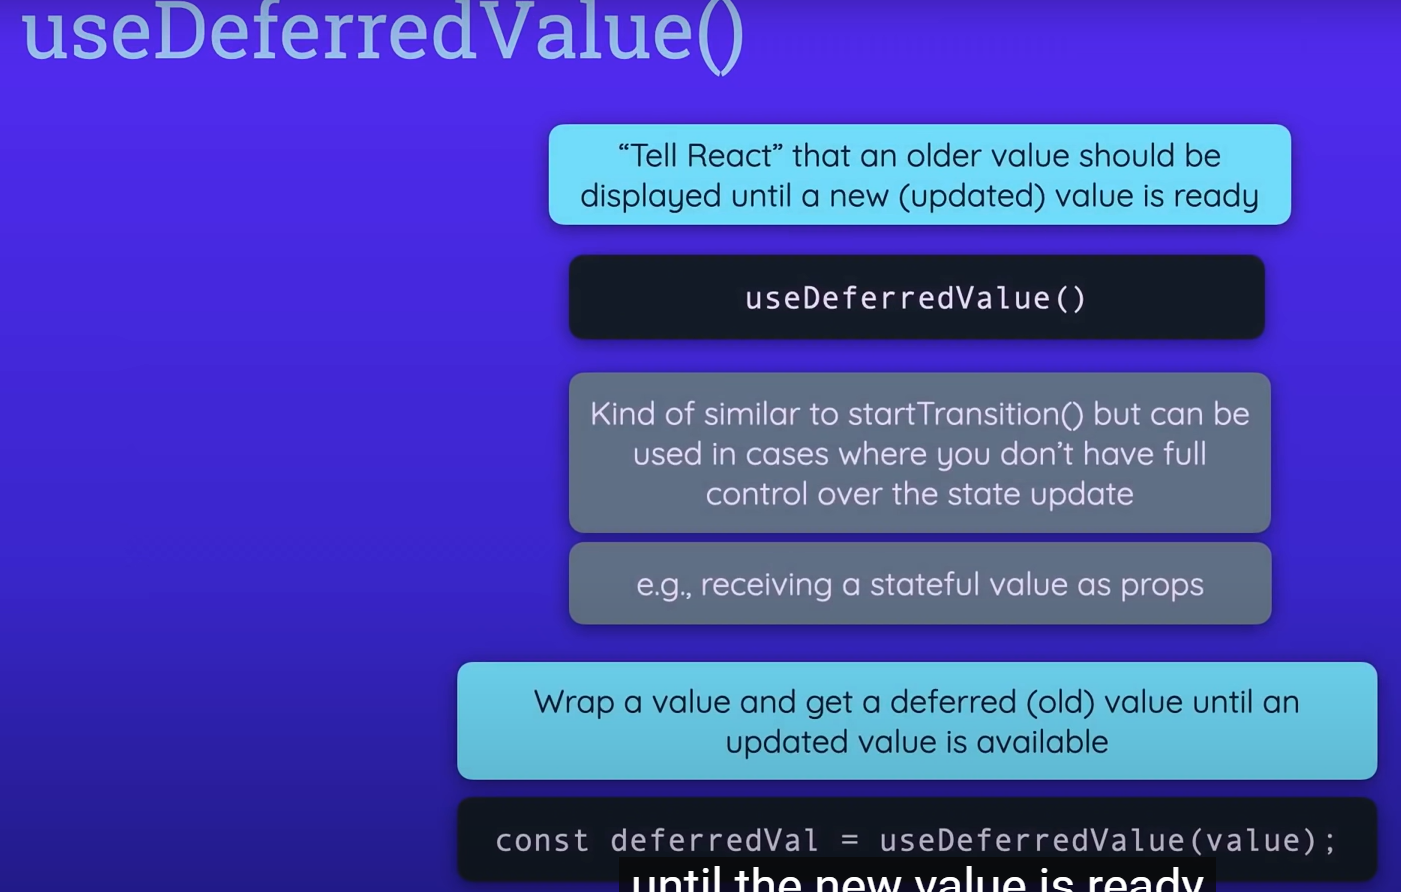 useDeferredValue()
“Tell React” that an older value should be
displayed until a new (updated) value is ready
useDeferredValue()
Kind of similar to startTransition() but can be
used in cases where you don’t have full
control over the state update
e.g., receiving a stateful value as props
Wrap a value and get a deferred (old) value until an
updated value is available
const deferredVal = useDeferredValue(value);
until the new value is ready